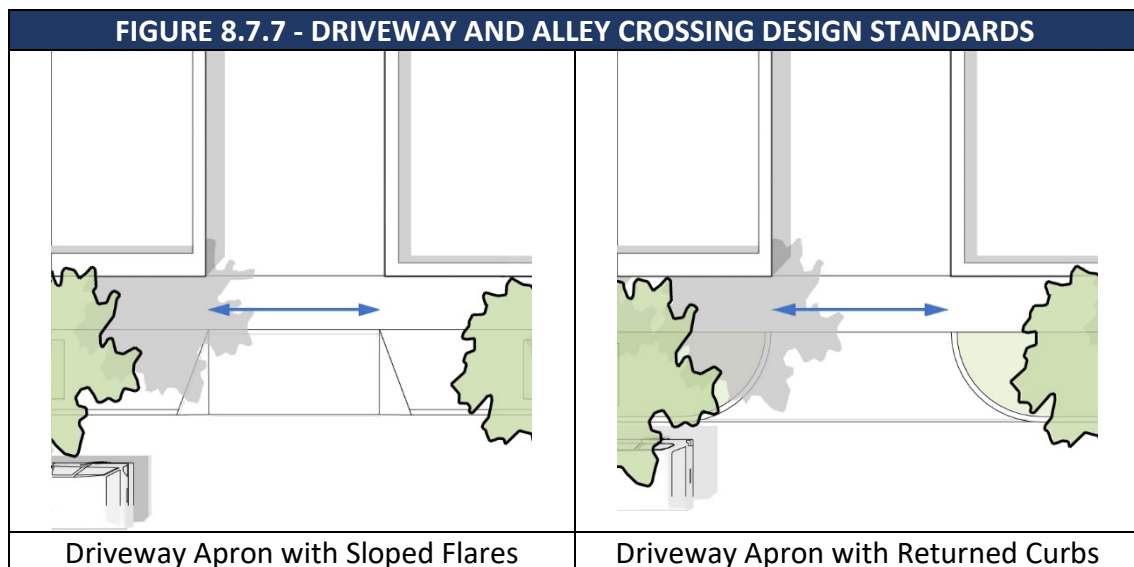 FIGURE 8.7.7 - DRIVEWAY AND ALLEY CROSSING DESIGN STANDARDS
Driveway Apron with Sloped Flares
Driveway Apron with Returned Curbs